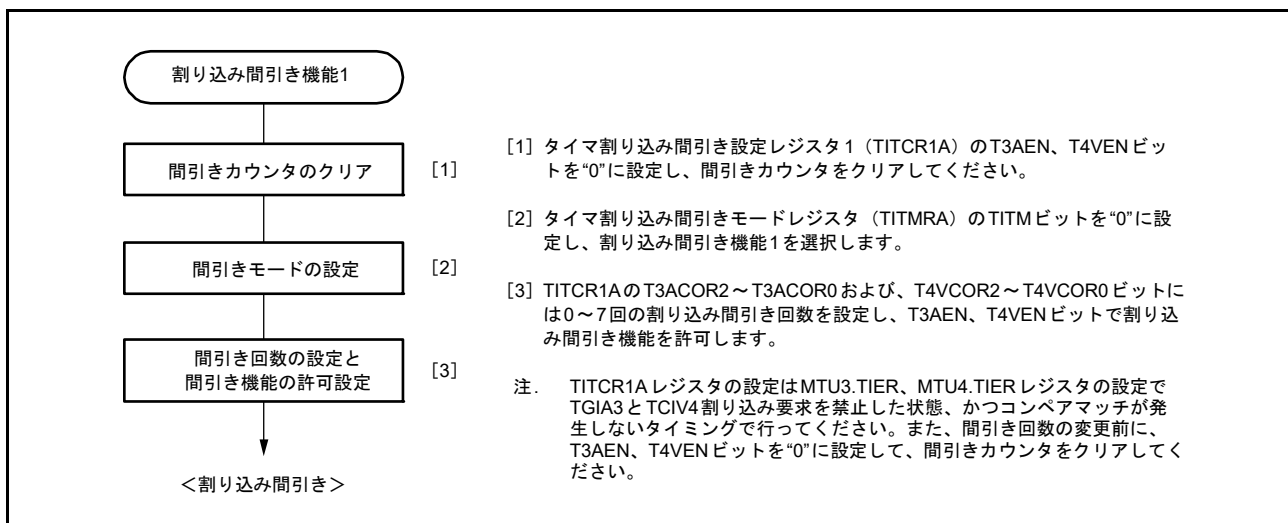 割り込み間引き機能1
間引きカウンタのクリア
[1]
間引きモードの設定
[2]
間引き回数の設定と
間引き機能の許可設定
[3]
＜割り込み間引き＞
[1] タイマ割り込み間引き設定レジスタ1（TITCR1A）のT3AEN、T4VENビッ
トを“0”に設定し、間引きカウンタをクリアしてください。
[2] タイマ割り込み間引きモードレジスタ（TITMRA）のTITMビットを“0”に設
定し、割り込み間引き機能1を選択します。
[3] TITCR1AのT3ACOR2～T3ACOR0および、T4VCOR2～T4VCOR0ビットに
は0～7回の割り込み間引き回数を設定し、T3AEN、T4VENビットで割り込
み間引き機能を許可します。
注. TITCR1Aレジスタの設定はMTU3.TIER、MTU4.TIERレジスタの設定で
TGIA3とTCIV4割り込み要求を禁止した状態、かつコンペアマッチが発
生しないタイミングで行ってください。また、間引き回数の変更前に、
T3AEN、T4VENビットを“0”に設定して、間引きカウンタをクリアしてく
ださい。